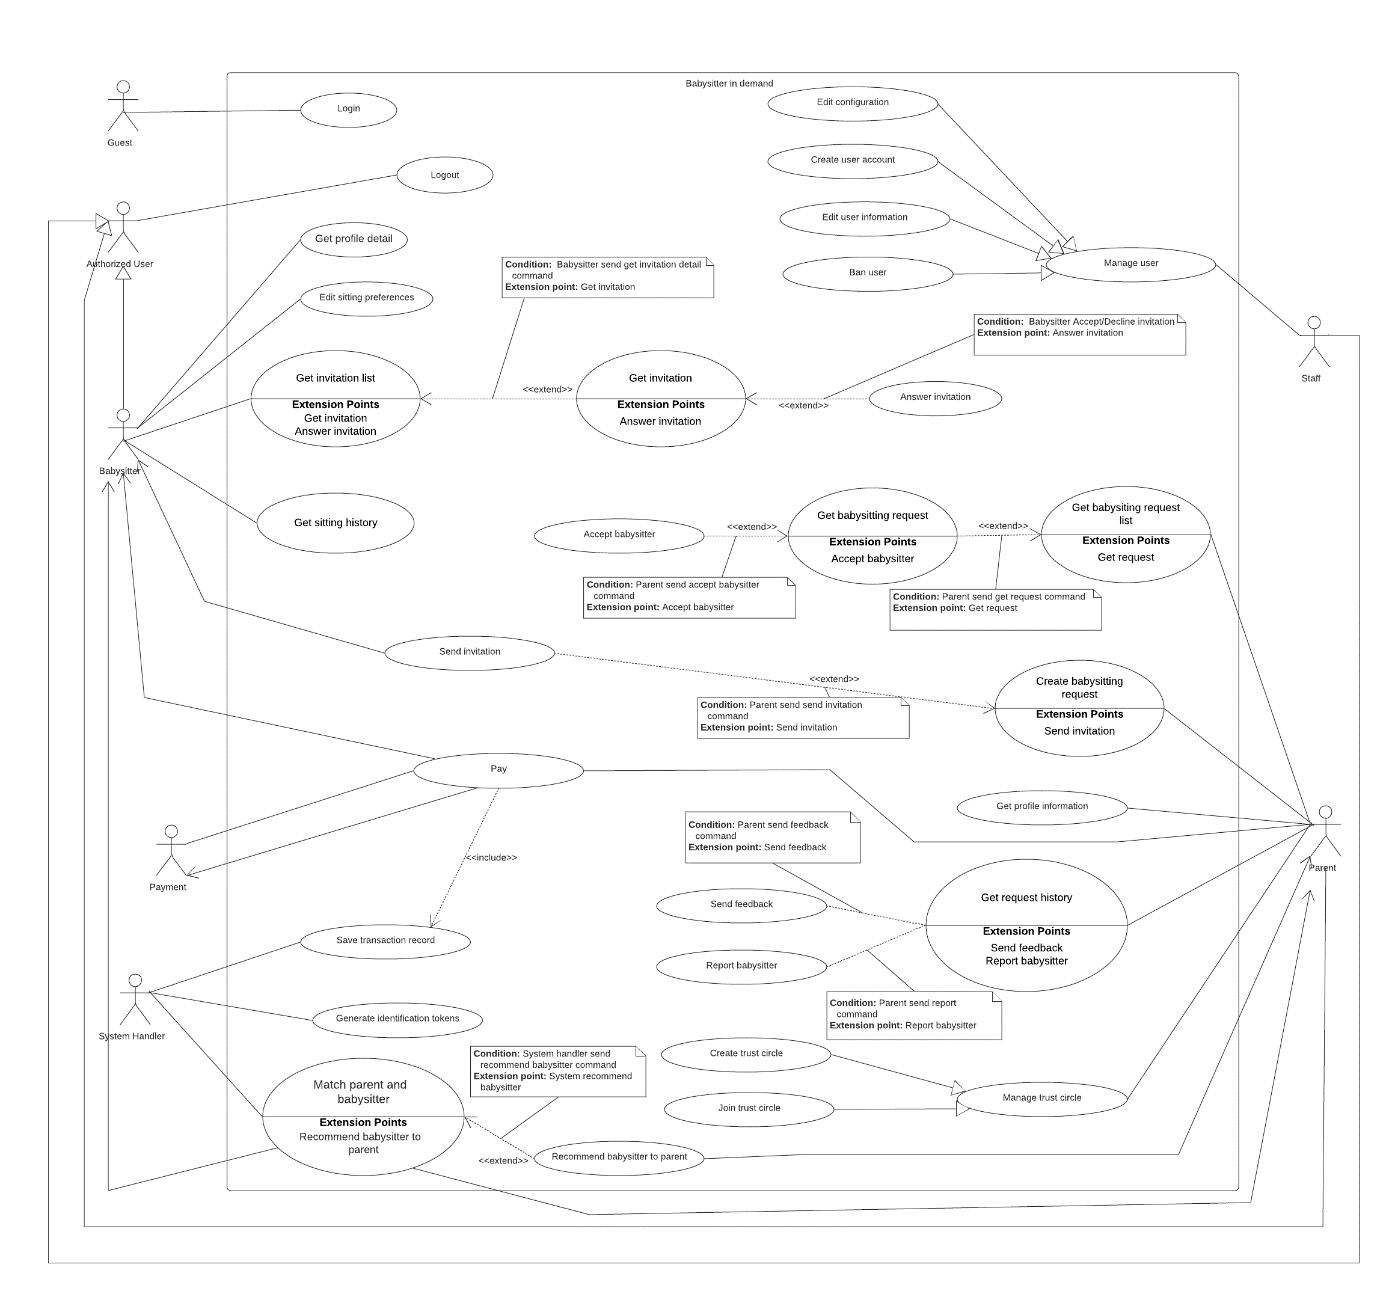 Babysitter in demand
Edit configuration
Login
Guest
Create user account
Logout
Edit user information
Get profile detail
Authorized User
Manage user
Condition:  Babysitter send get invitation detail
command
Extension point: Get invitation
Ban user
Edit sitting preferences
Condition:  Babysitter Accept/Decline invitation
Extension point: Answer invitation
Staff
Get invitation list
Extension Points
Get invitation
Answer invitation
<<extend>>
Get invitation
Extension Points
Answer invitation
<<extend>>
Answer invitation
Babysitter
Get sitting history
Accept babysitter
<<extend>>
Get babysitting request
Extension Points
Accept babysitter
<<extend>>
Get babysiting request
list
Extension Points
Get request
Condition: Parent send accept babysitter
command
Extension point: Accept babysitter
Condition: Parent send get request command
Extension point: Get request
Send invitation
<<extend>>
Create babysitting
request
Extension Points
Send invitation
Condition: Parent send send invitation
command
Extension point: Send invitation
Pay
Get profile information
Condition: Parent send feedback
command
Extension point: Send feedback
<<include>>
Payment
Parent
Send feedback
Get request history
Extension Points
Send feedback
Report babysitter
Save transaction record
Report babysitter
Condition: Parent send report
command
Extension point: Report babysitter
Generate identification tokens
System Handler
Condition: System handler send
recommend babysitter command
Extension point: System recommend
babysitter
Create trust circle
Match parent and
babysitter
Extension Points
Recommend babysitter to
parent
Manage trust circle
Join trust circle
<<extend>>
Recommend babysitter to parent